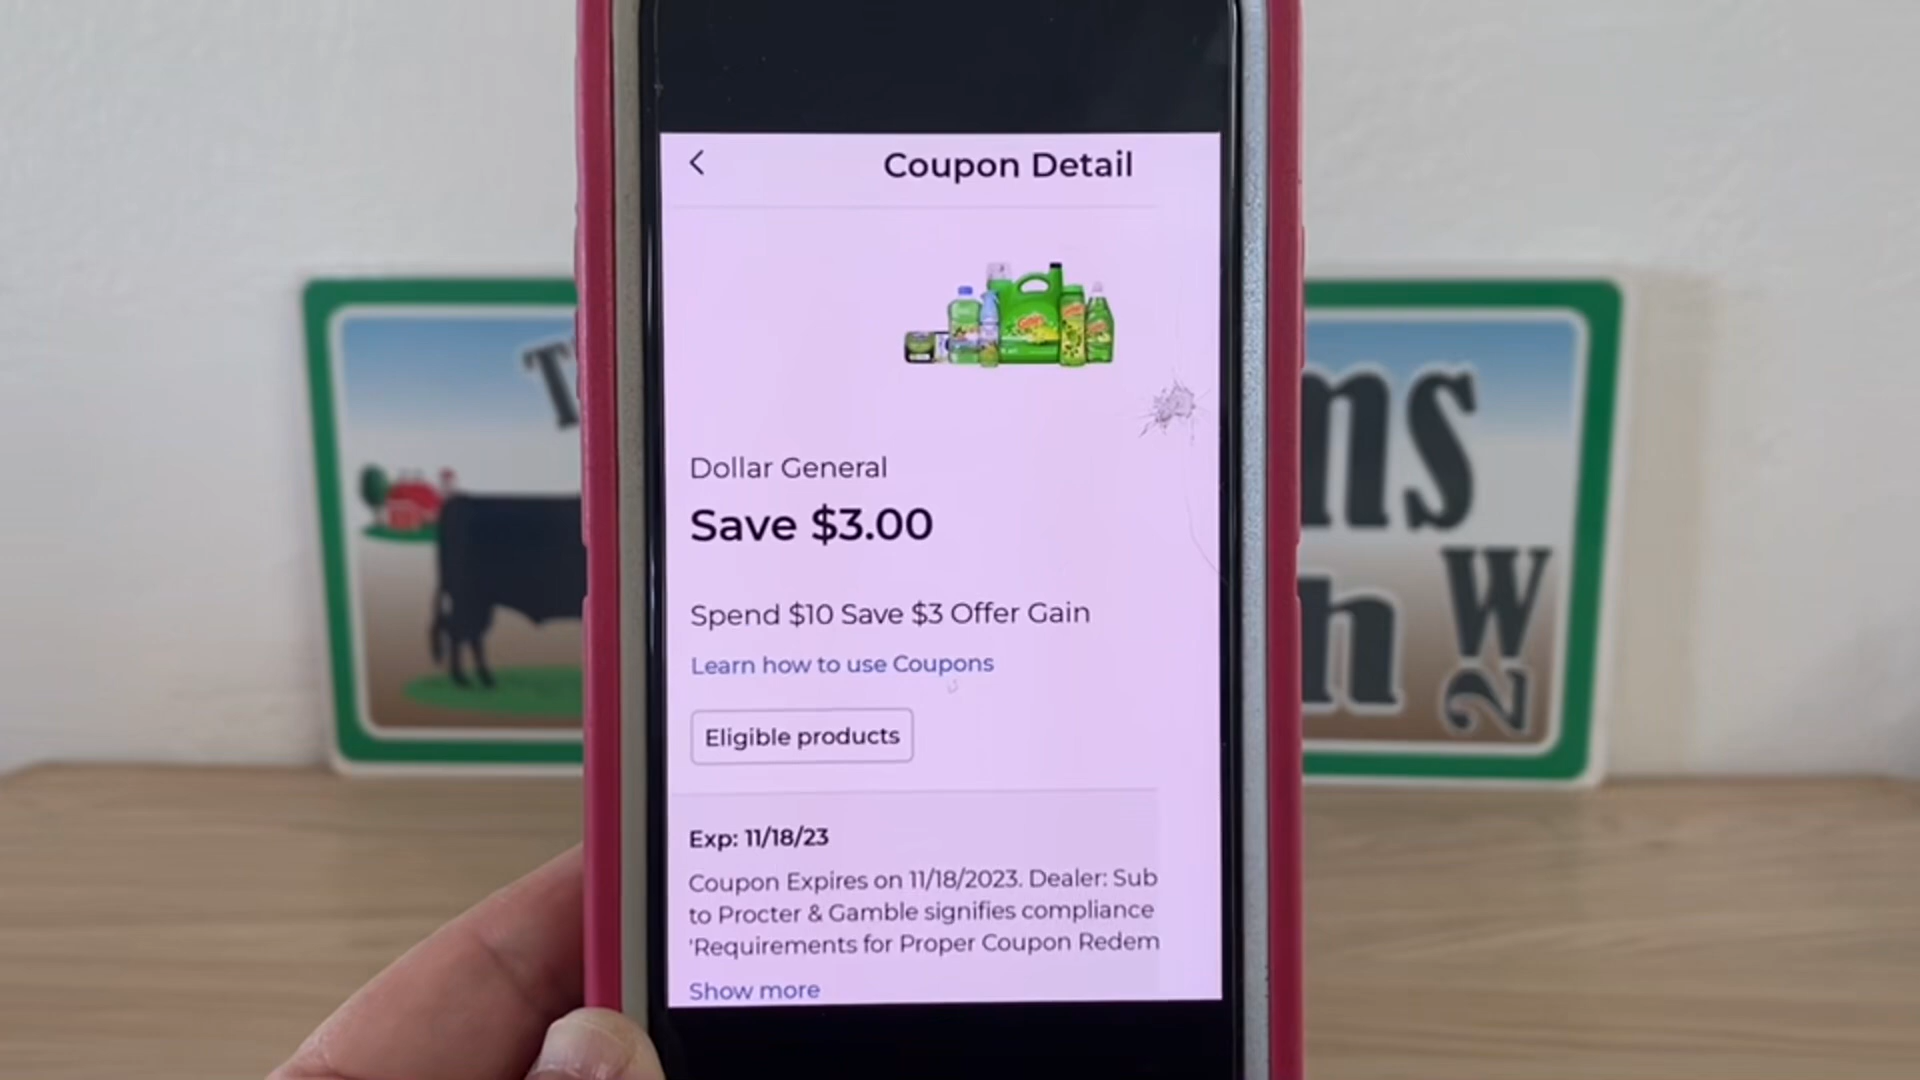 Coupon Detail
Dollar General
Save $3.00
Spend $10 Save $3 Offer Gain
Learn how to use Coupons
Eligible products
Exp: 11/18/23
Coupon Expires on 11/18/2023. Dealer: Sub
to Procter & Gamble signifies compliance
'Requirements for Proper Coupon Redem
Show more
W
2